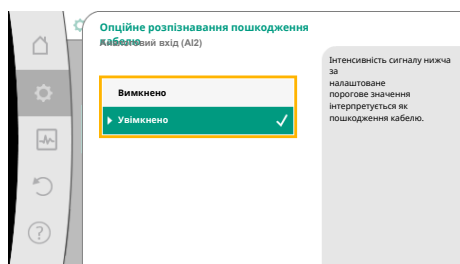 Опційне розпізнавання пошкодження
кабелю
Аналоговий вхід (AI2)
Вимкнено
Увімкнено
Інтенсивність сигналу нижча
за
налаштоване
порогове значення
інтерпретується як
пошкодження кабелю.